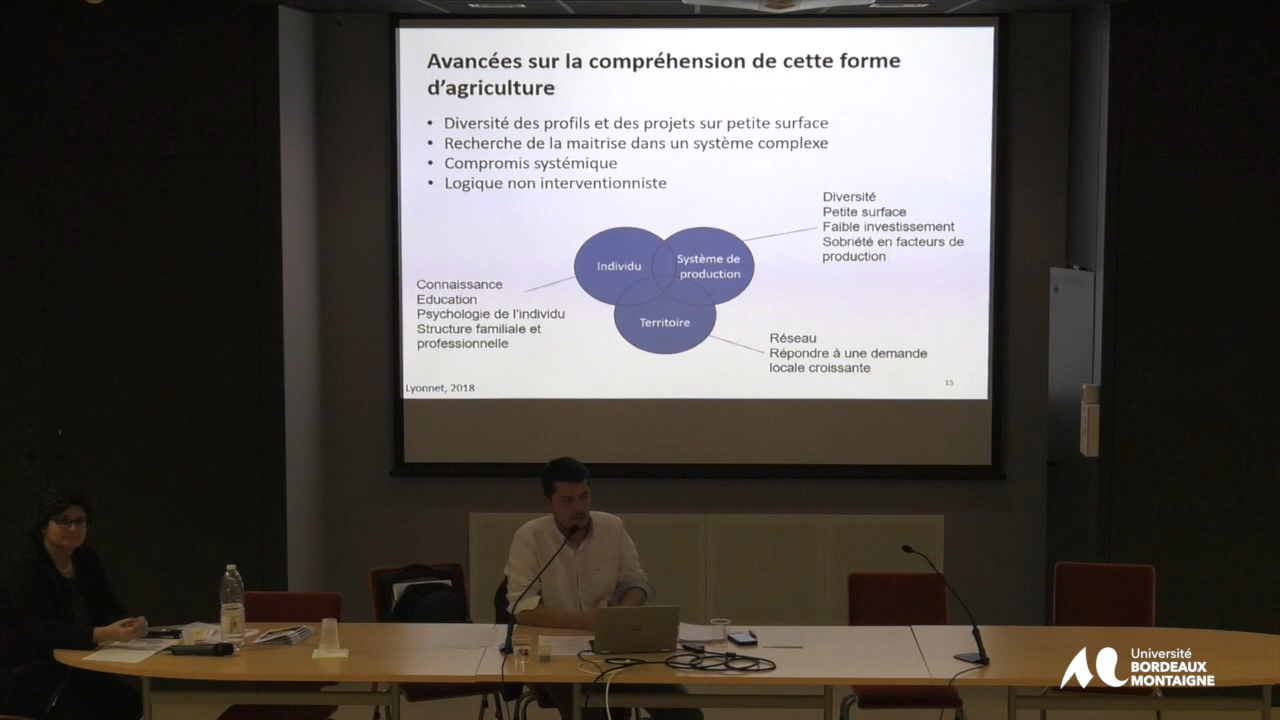 Avancées sur la compréhension de cette forme
d'agriculture
• Diversité des profils et des projets sur petite surface
• Recherche de la maitrise dans un système complexe
• Compromis systémique
• Logique non interventionniste
Diversité
Petite surface
Faible investissement
Sobriété en facteurs de
production
Individu
Système de
production
Territoire
Connaissance
Education
Psychologie de l'individu
Structure familiale et
professionnelle
Réseau
Répondre à une demande
locale croissante
Lyonnet, 2018
15
Université
BORDEAUX
MONTAIGNE